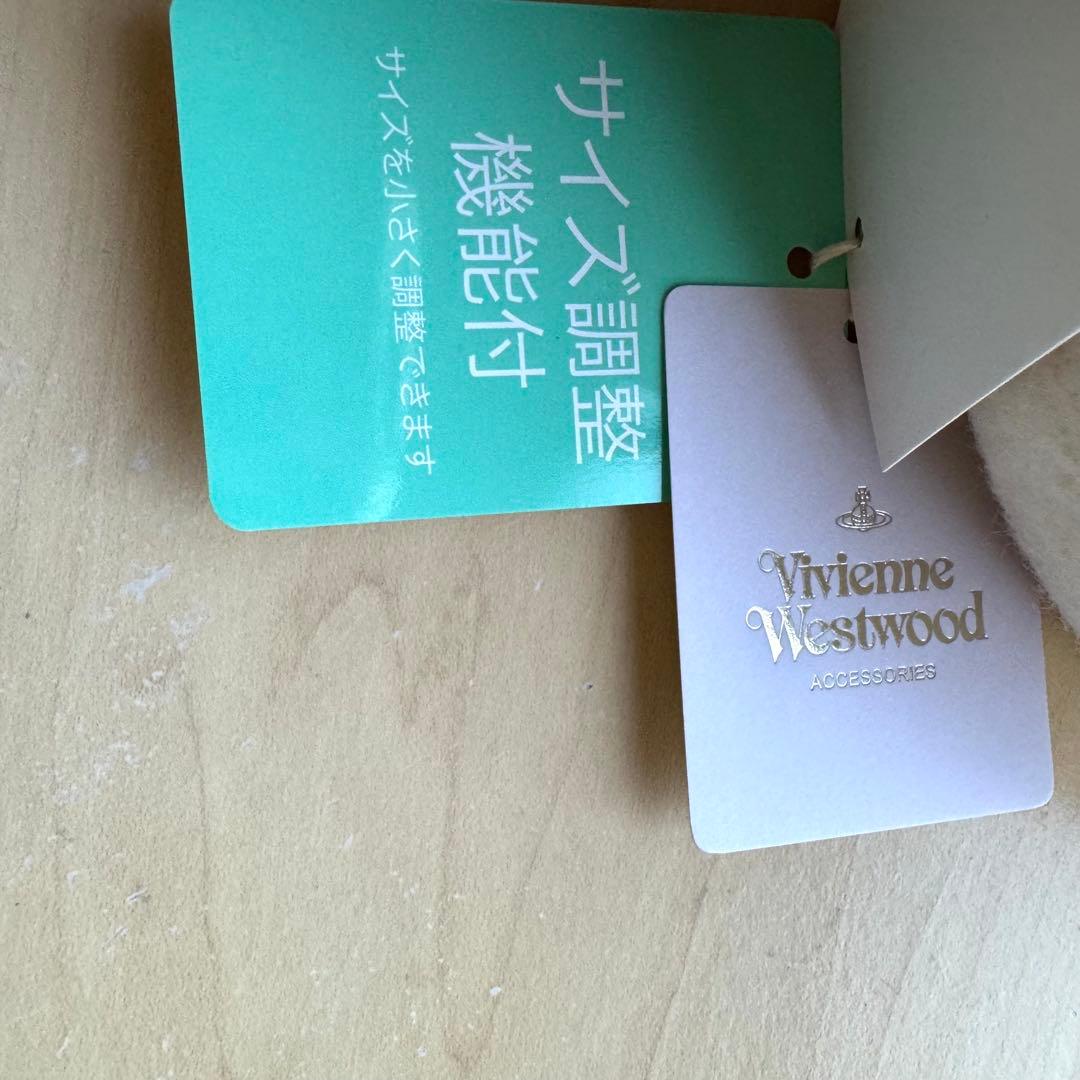 サイズ調整
機能付
サイズを小さく調整できます
Vivienne
Westwood
ACCESSORIES